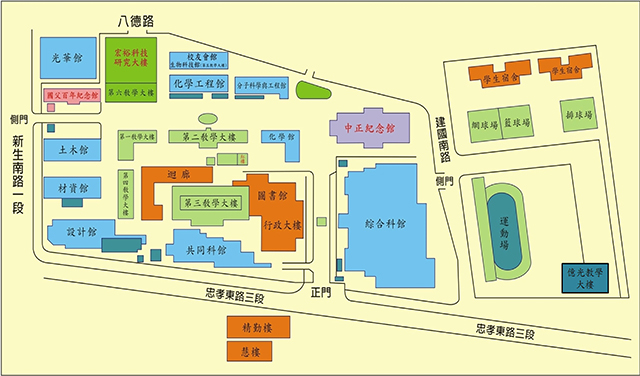 八德路
光華館
宏裕科技
研究大樓
校友會館
生物科技館
化學工程館
分子科學與工程館
國父百年紀念館
第六教學大樓
側門
新生南路一段
土木館
第一教學大樓
第二教學大樓
化學館
中正紀念館
建國南路
側門
學生宿舍
學生宿舍
網球場
籃球場
排球場
材資館
第四教學大樓
迴廊
紅樓
圖書館
第三教學大樓
行政大樓
設計館
共同科館
綜合科館
運動場
億光教學
大樓
忠孝東路三段
正門
忠孝東路三段
精勤樓
慧樓